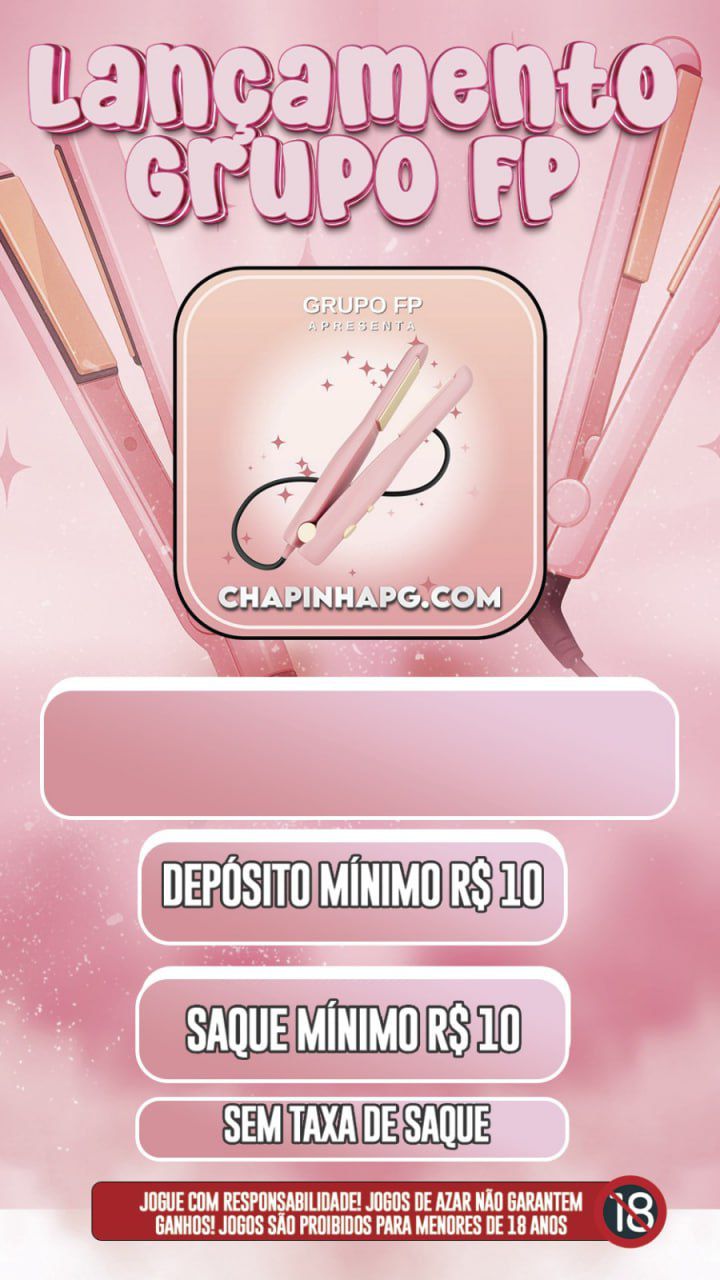 Lançamento
Grupo FP
GRUPO FP
APRESENTA
CHAPINHAPG.COM
DEPÓSITO MÍNIMO R$ 10
SAQUE MÍNIMO R$ 10
SEM TAXA DE SAQUE
JOGUE COM RESPONSABILIDADE! JOGOS DE AZAR NÃO GARANTEM
GANHOS! JOGOS SÃO PROIBIDOS PARA MENORES DE 18 ANOS
18